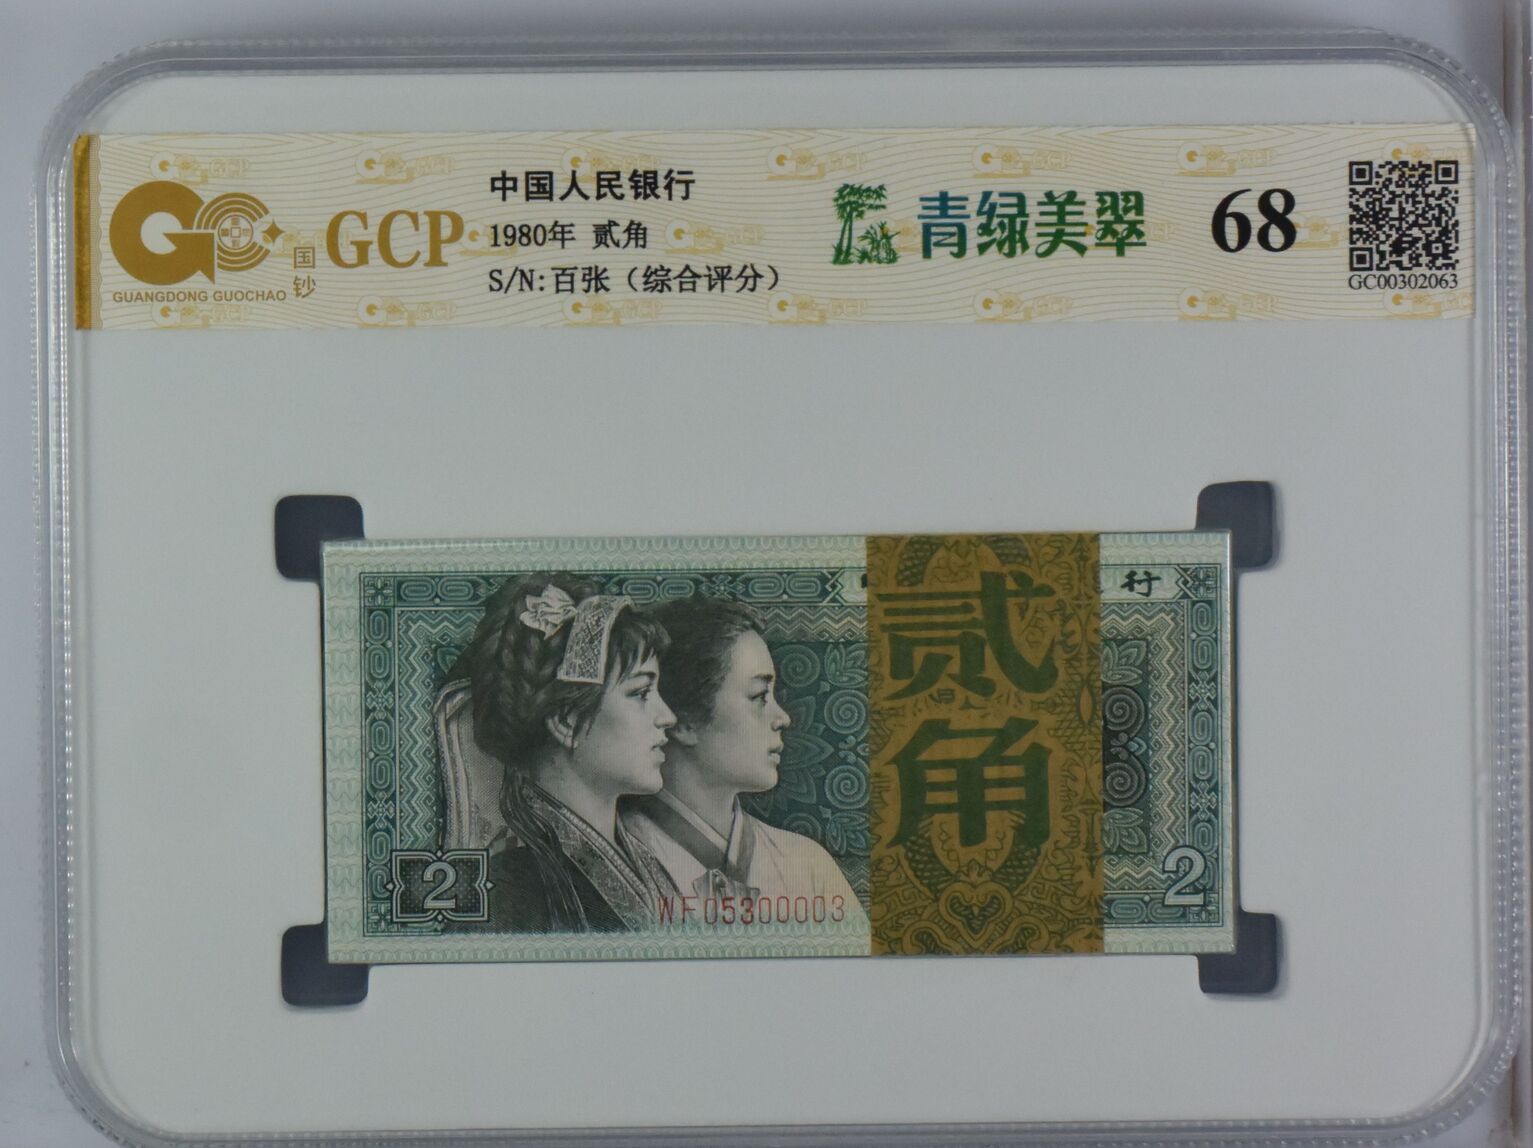 GUANGDONG GUOCHAO
国钞
GCP
中国人民银行
1980年 贰角
S/N:百张（综合评分）
青绿美翠
68
GC00302063
行
贰角
2
WF05300003
2